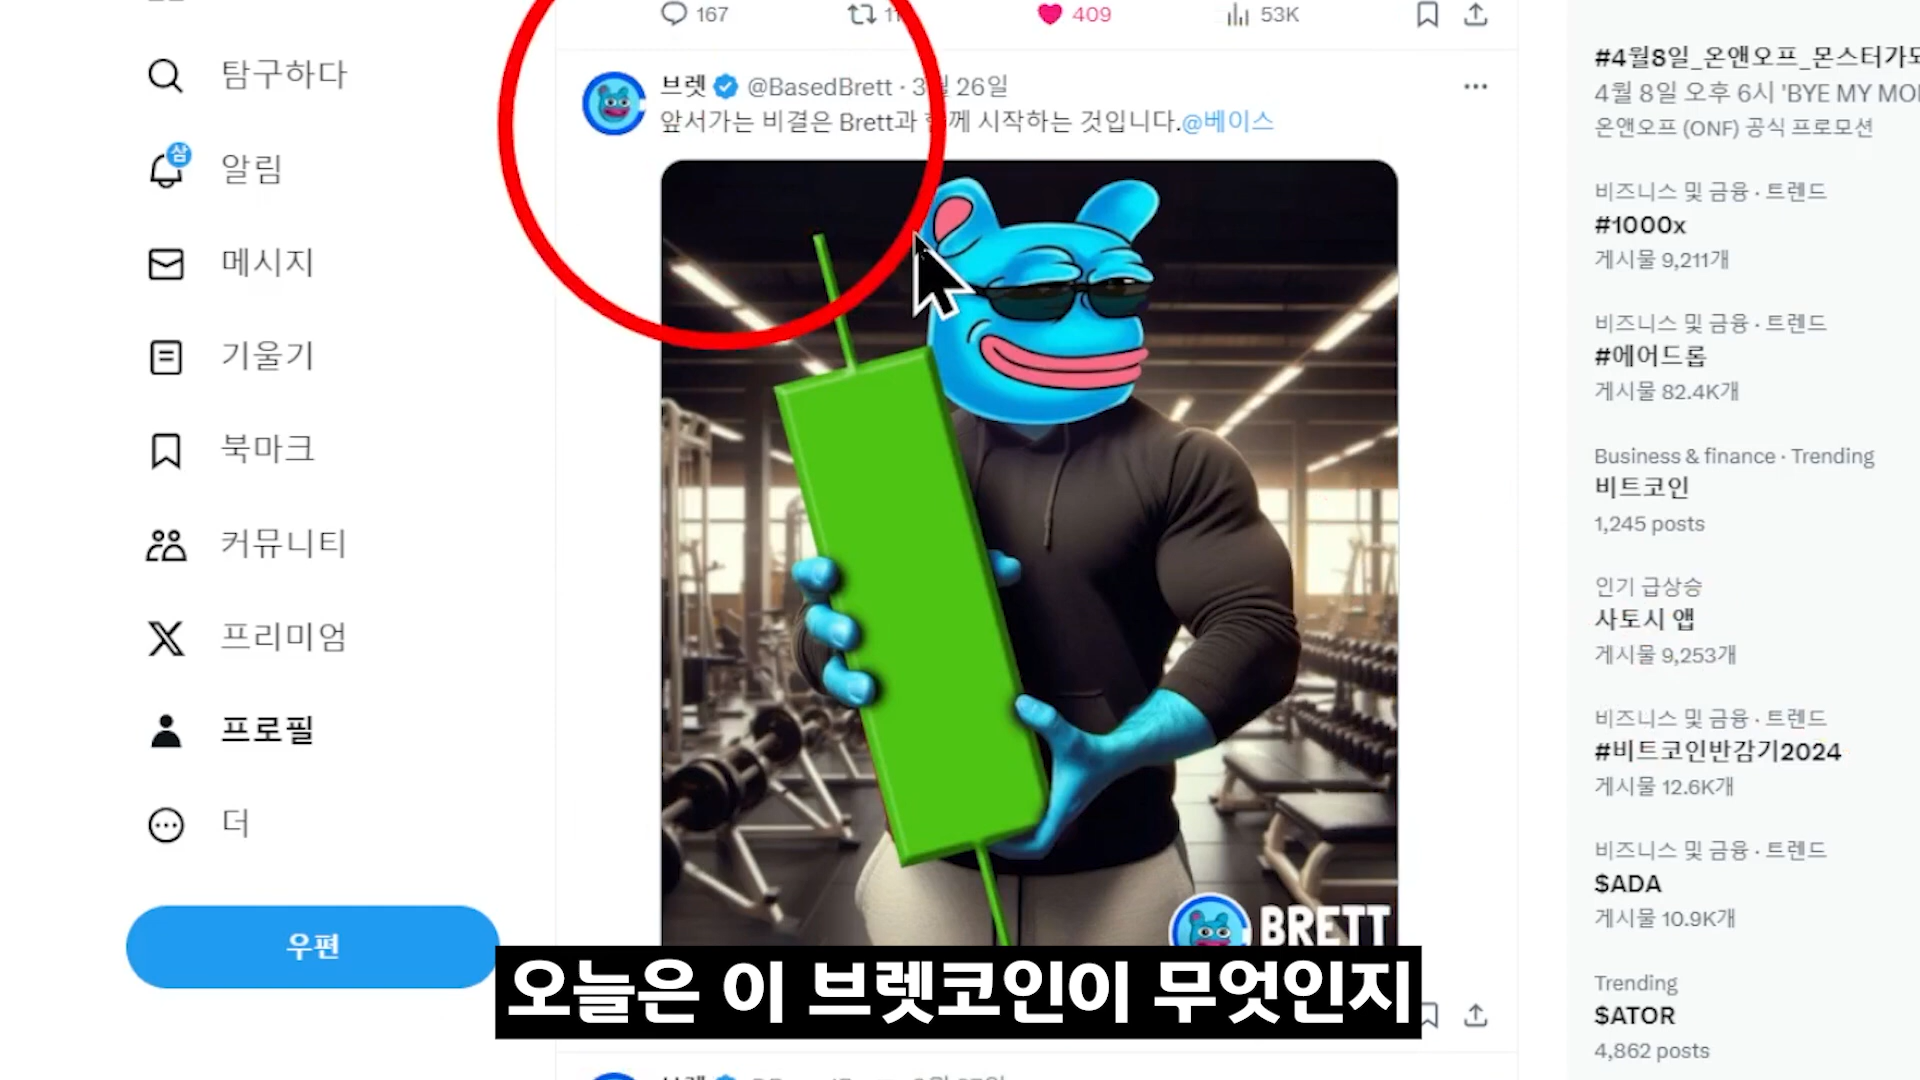 167
409
53K
탐구하다
삼
알림
메시지
기울기
북마크
커뮤니티
프리미엄
프로필
더
우편
브렛 @BasedBrett · 3월 26일
앞서가는 비결은 Brett과 함께 시작하는 것입니다.@베이스
BRETT
오늘은 이 브렛코인이 무엇인지
#4월8일_온앤오프_몬스터가되
4월 8일 오후 6시 'BYE MY MO
온앤오프 (ONF) 공식 프로모션
비즈니스 및 금융 · 트렌드
#1000x
게시물 9,211개
비즈니스 및 금융 · 트렌드
#에어드롭
게시물 82.4K개
Business & finance · Trending
비트코인
1,245 posts
인기 급상승
사토시 앱
게시물 9,253개
비즈니스 및 금융 · 트렌드
#비트코인반감기2024
게시물 12.6K개
비즈니스 및 금융 · 트렌드
$ADA
게시물 10.9K개
Trending
$ATOR
4,862 posts